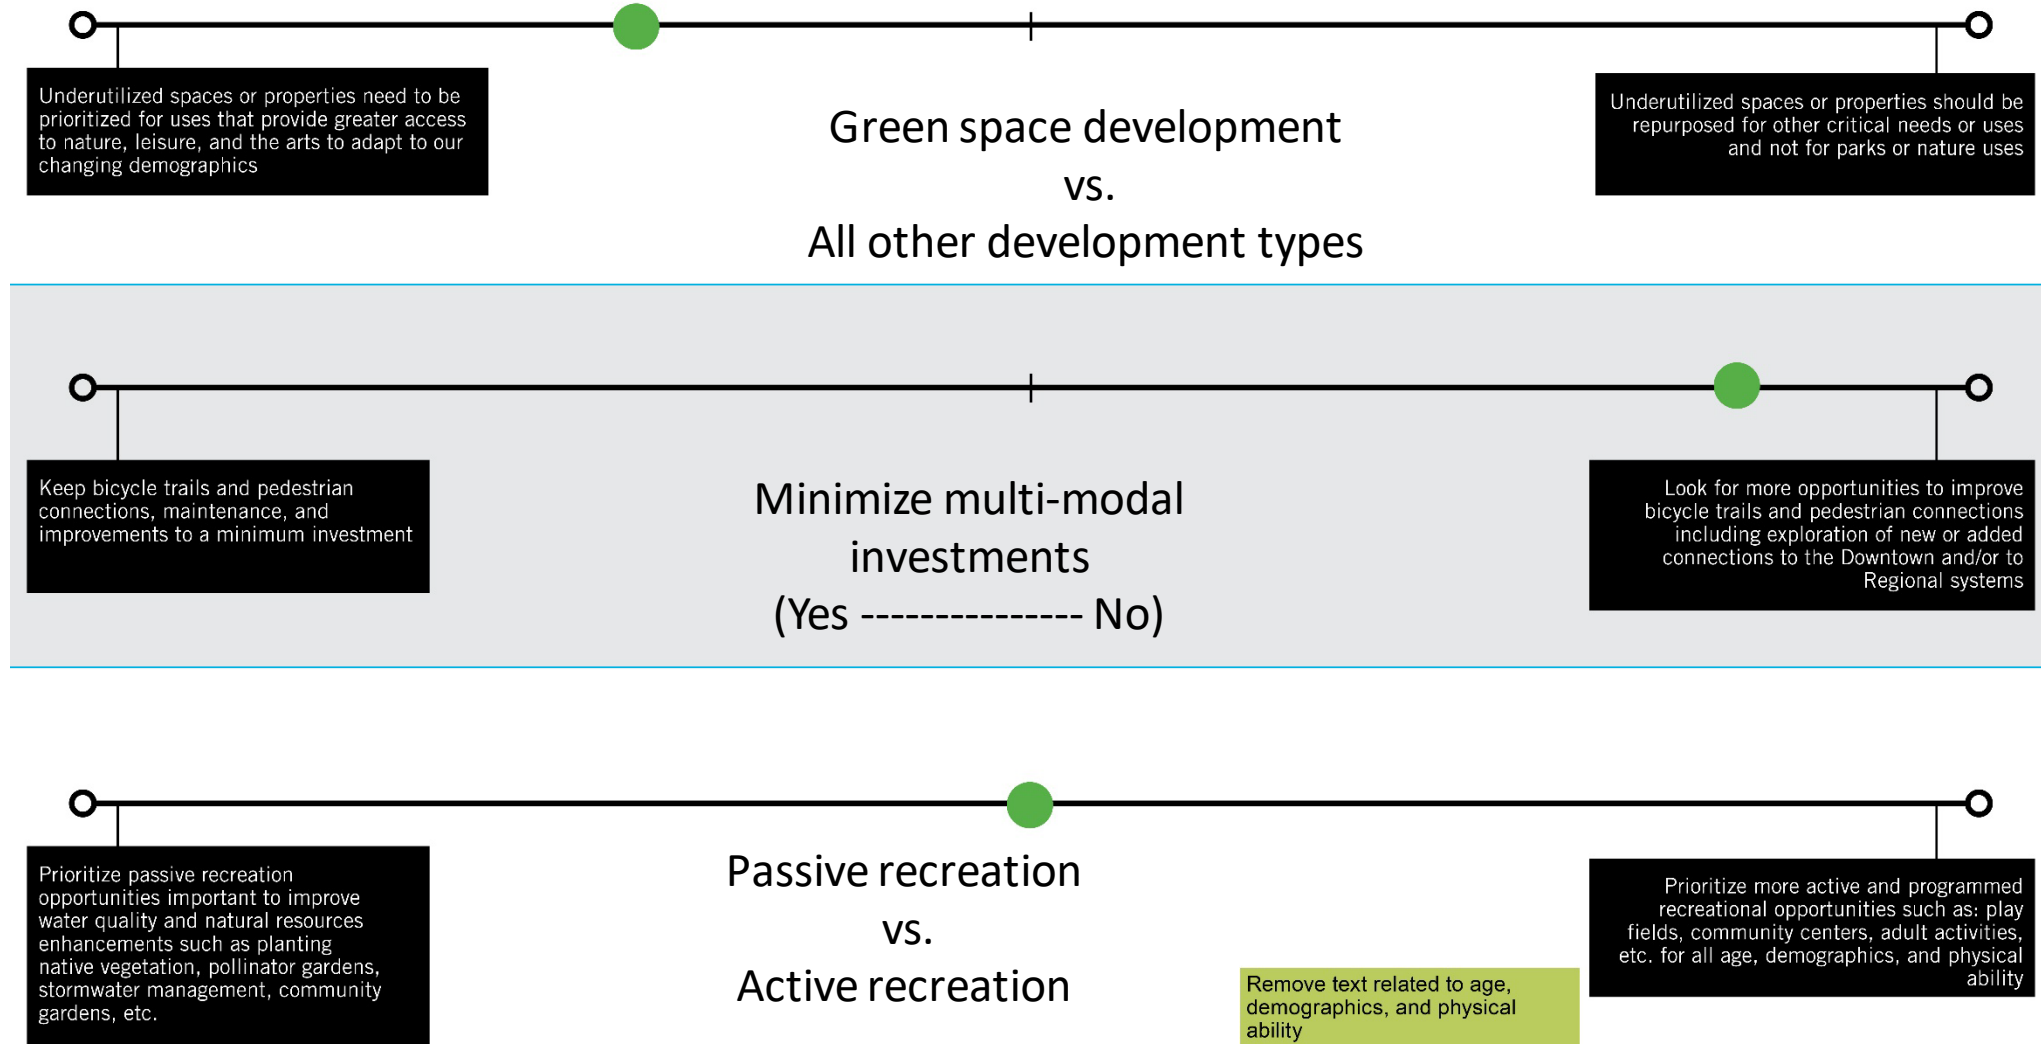 Underutilized spaces or properties need to be
prioritized for uses that provide greater access
to nature, leisure, and the arts to adapt to our
changing demographics
Green space development
vs.
All other development types
Underutilized spaces or properties should be
repurposed for other critical needs or uses
and not for parks or nature uses
Keep bicycle trails and pedestrian
connections, maintenance, and
improvements to a minimum investment
Minimize multi-modal
investments
(Yes --------------- No)
Look for more opportunities to improve
bicycle trails and pedestrian connections
including exploration of new or added
connections to the Downtown and/or to
Regional systems
Prioritize passive recreation
opportunities important to improve
water quality and natural resources
enhancements such as planting
native vegetation, pollinator gardens,
stormwater management, community
gardens, etc.
Passive recreation
vs.
Active recreation
Remove text related to age,
demographics, and physical
ability
Prioritize more active and programmed
recreational opportunities such as: play
fields, community centers, adult activities,
etc. for all age, demographics, and physical
ability